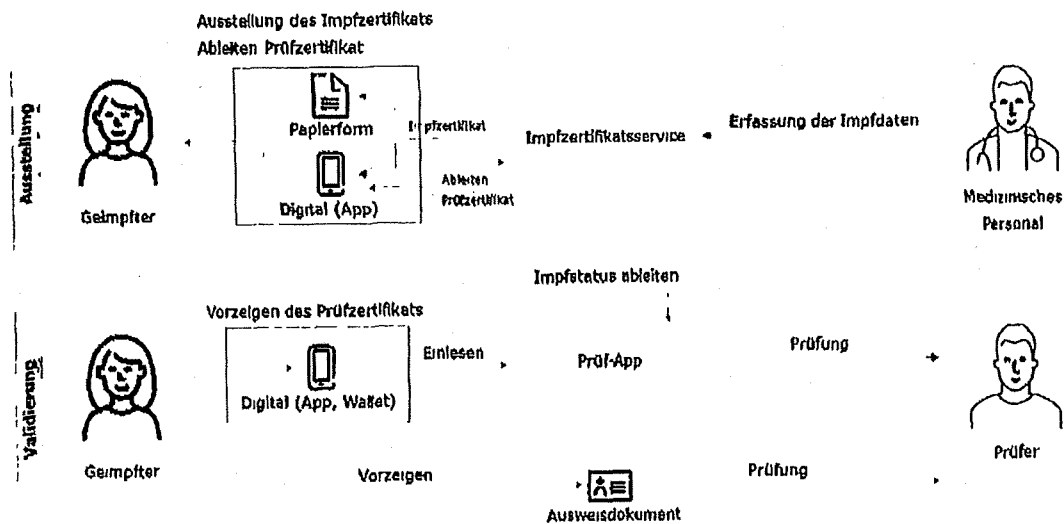 Ausstellung des Impfzertifikats
Ableiten Prüfzertifikat
Ausstellung
Papierform
Impfzertifikat
Impfzertifikatsservice
Erfassung der Impfdaten
Ableiten
Prüfzertifikat
Digital (App)
Geimpfter
Medizinisches
Personal
Impfstatus ableiten
Vorzeigen des Prüfzertifikats
Validierung
Einlesen
Prüf-App
Prüfung
Digital (App, Wallet)
Geimpfter
Prüfer
Vorzeigen
Prüfung
Ausweisdokument